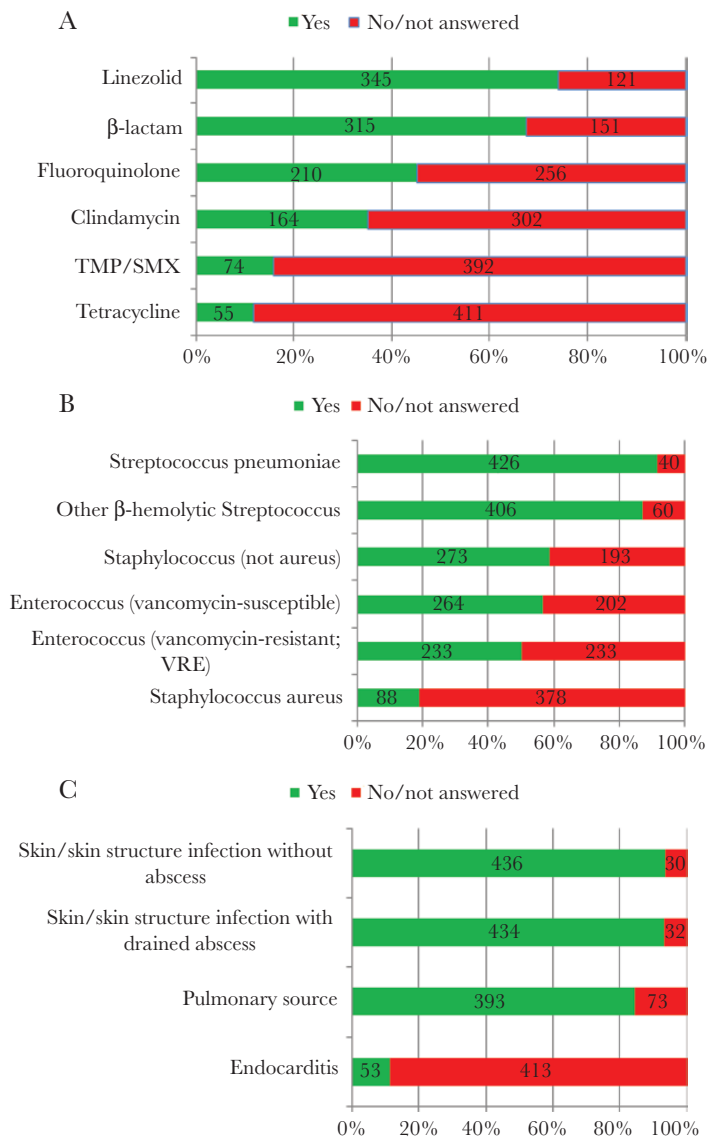 A
Yes No/not answered
Linezolid 345 121
β-lactam 315 151
Fluoroquinolone 210 256
Clindamycin 164 302
TMP/SMX 74 392
Tetracycline 55 411
0% 20% 40% 60% 80% 100%
B
Yes No/not answered
Streptococcus pneumoniae 426 40
Other β-hemolytic Streptococcus 406 60
Staphylococcus (not aureus) 273 193
Enterococcus (vancomycin-susceptible) 264 202
Enterococcus (vancomycin-resistant;
VRE) 233 233
Staphylococcus aureus 88 378
0% 20% 40% 60% 80% 100%
C
Yes No/not answered
Skin/skin structure infection without
abscess 436 30
Skin/skin structure infection with
drained abscess 434 32
Pulmonary source 393 73
Endocarditis 53 413
0% 20% 40% 60% 80% 100%